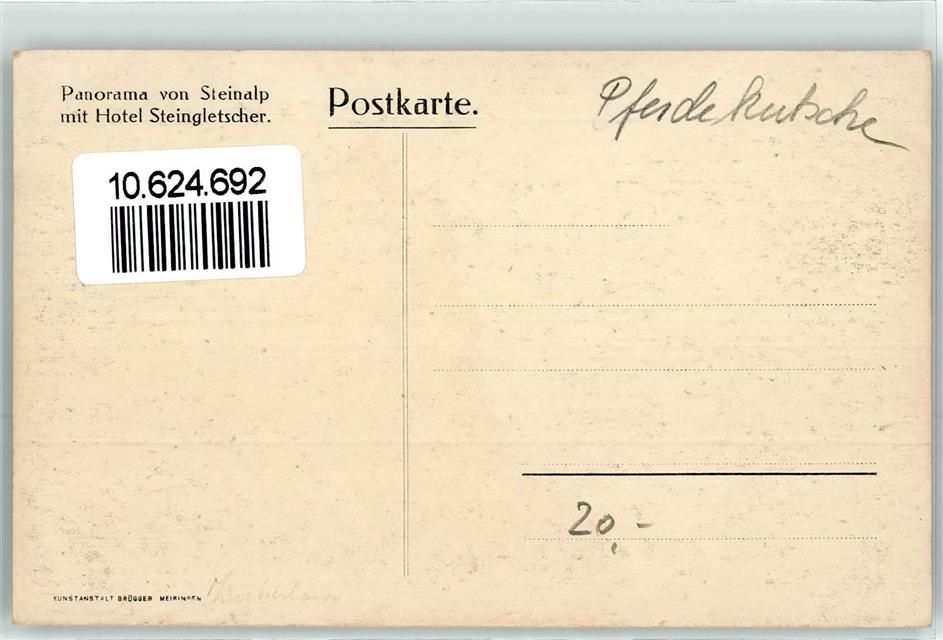 Panorama von Steinalp
mit Hotel Steingletscher.
Postkarte.
Pferdekutsche
10.624.692
20,-
KUNSTANSTALT BRÜGGER MEIRINGEN